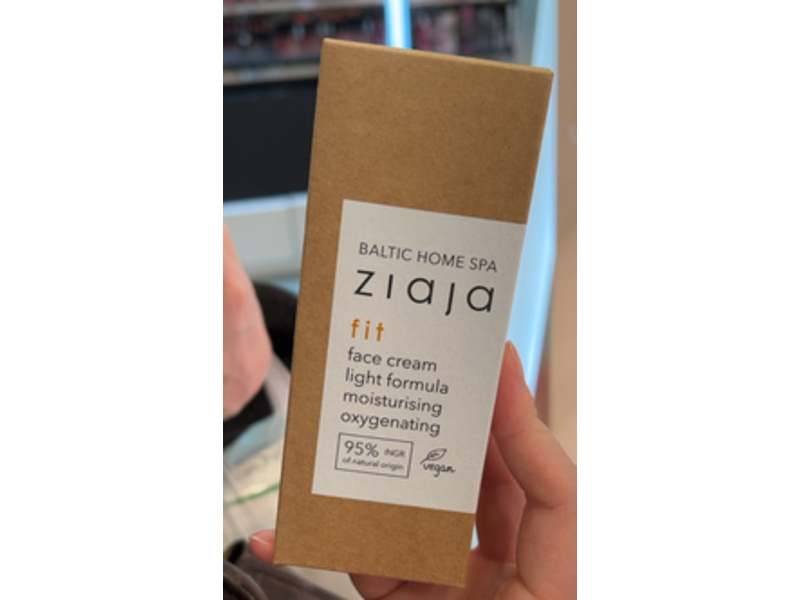 BALTIC HOME SPA
ziaja
fit
face cream
light formula
moisturising
oxygenating
95% INGR
of natural origin
vegan